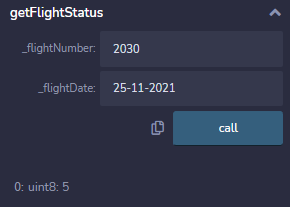 getFlightStatus
_flightNumber: 2030
_flightDate: 25-11-2021
call
0: uint8: 5